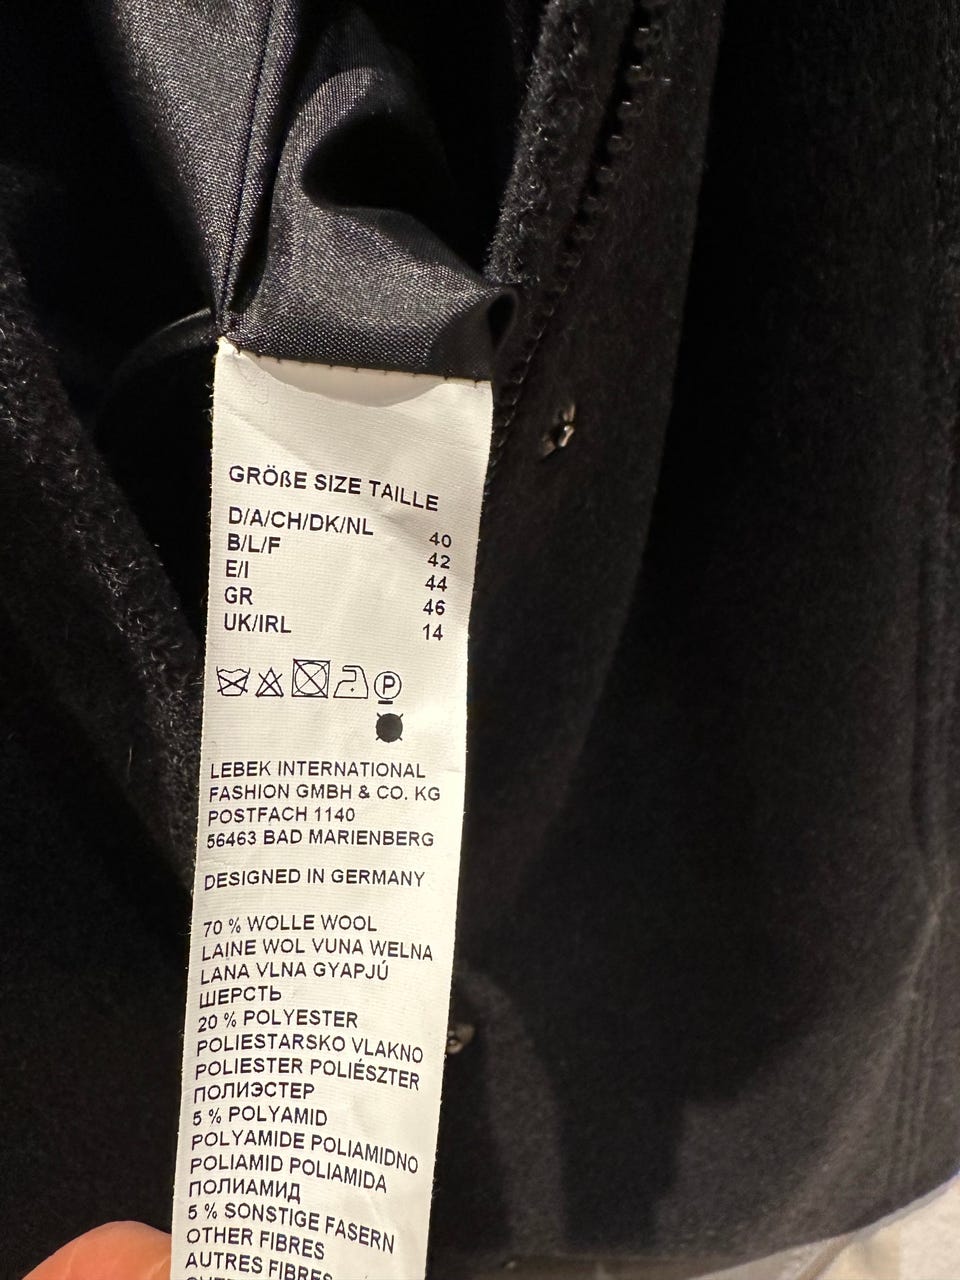 GRÖßE SIZE TAILLE
D/A/CH/DK/NL 40
B/L/F 42
E/I 44
GR 46
UK/IRL 14
P
LEBEK INTERNATIONAL
FASHION GMBH & CO. KG
POSTFACH 1140
56463 BAD MARIENBERG
DESIGNED IN GERMANY
70 % WOLLE WOOL
LAINE WOL VUNA WEŁNA
LANA VLNA GYAPJÚ
ШЕРСТЬ
20 % POLYESTER
POLIESTARSKO VLAKNO
POLIESTER POLIÉSZTER
ПОЛИЭСТЕР
5 % POLYAMID
POLYAMIDE POLIAMIDNO
POLIAMID POLIAMIDA
ПОЛИАМИД
5 % SONSTIGE FASERN
OTHER FIBRES
AUTRES FIBRES